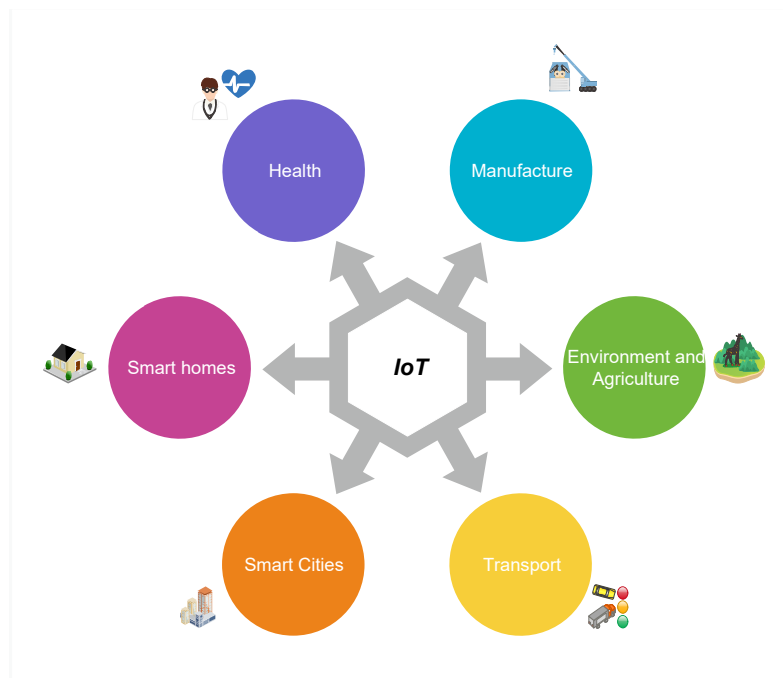 Health
Manufacture
Smart homes
IoT
Environment and
Agriculture
Smart Cities
Transport